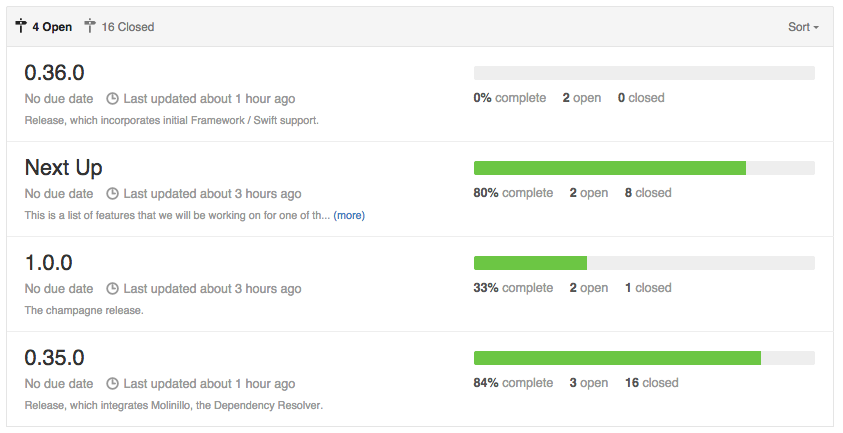 4 Open 16 Closed Sort
0.36.0
No due date Last updated about 1 hour ago
Release, which incorporates initial Framework / Swift support.
0% complete 2 open 0 closed
Next Up
No due date Last updated about 3 hours ago
This is a list of features that we will be working on for one of th... (more)
80% complete 2 open 8 closed
1.0.0
No due date Last updated about 3 hours ago
The champagne release.
33% complete 2 open 1 closed
0.35.0
No due date Last updated about 1 hour ago
Release, which integrates Molinillo, the Dependency Resolver.
84% complete 3 open 16 closed